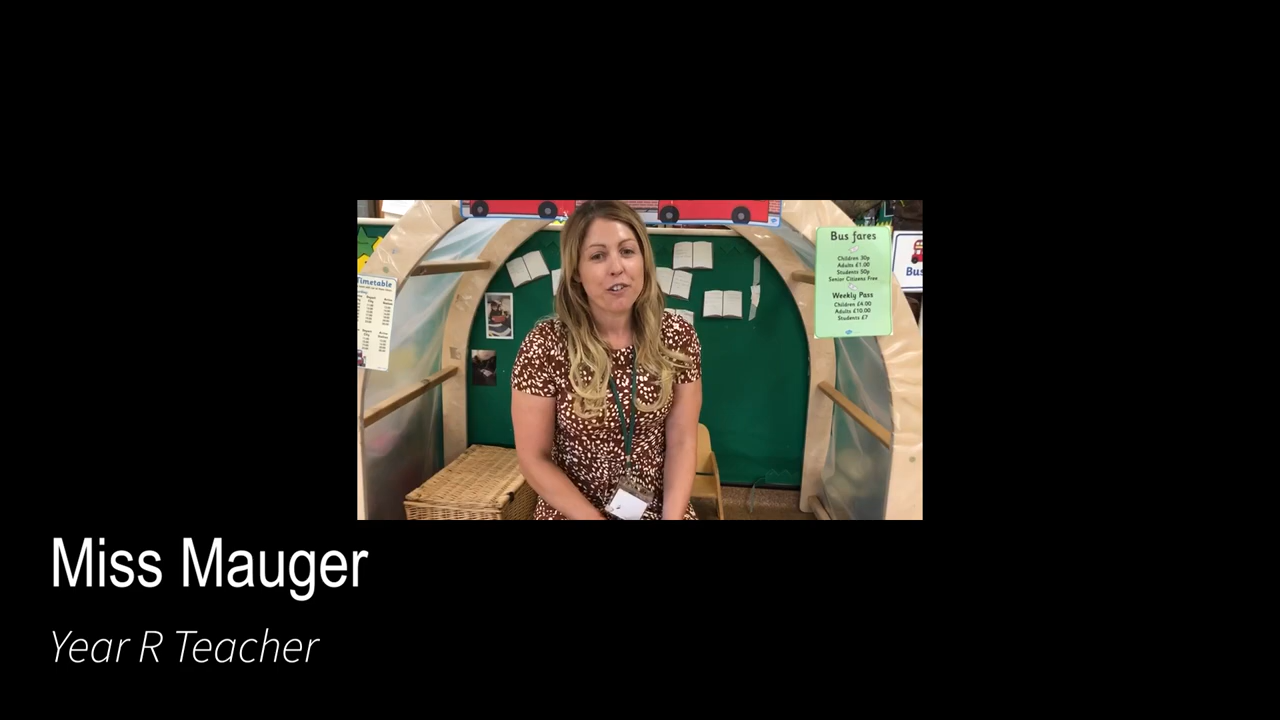 Bus fares
Children 30p
Adults £1.00
Students 50p
Senior Citizens Free
Weekly Pass
Children £4.00
Adults £10.00
Students £7
Timetable
Bus
Miss Mauger
Year R Teacher